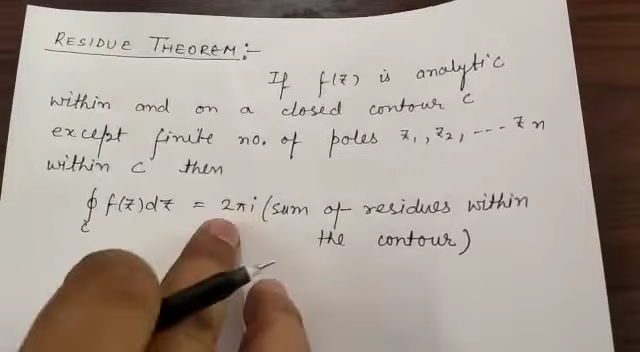 RESIDUE THEOREM:-
If f(z) is analytic
within and on a closed contour c
except finite no. of poles z₁, z₂, ---- zn
within c then
∮c f(z)dz = 2πi (sum of residues within
the contour)